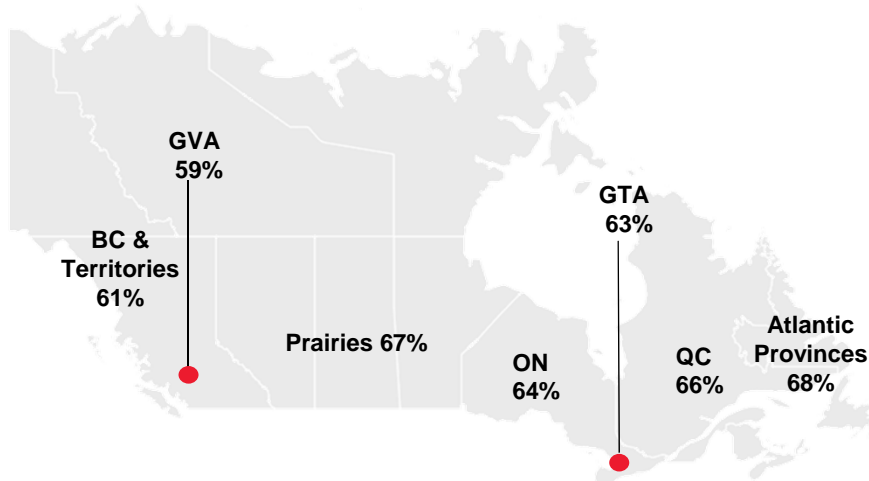 GVA
59%
GTA
63%
BC &
Territories
61%
Prairies 67%
ON
64%
QC
66%
Atlantic
Provinces
68%